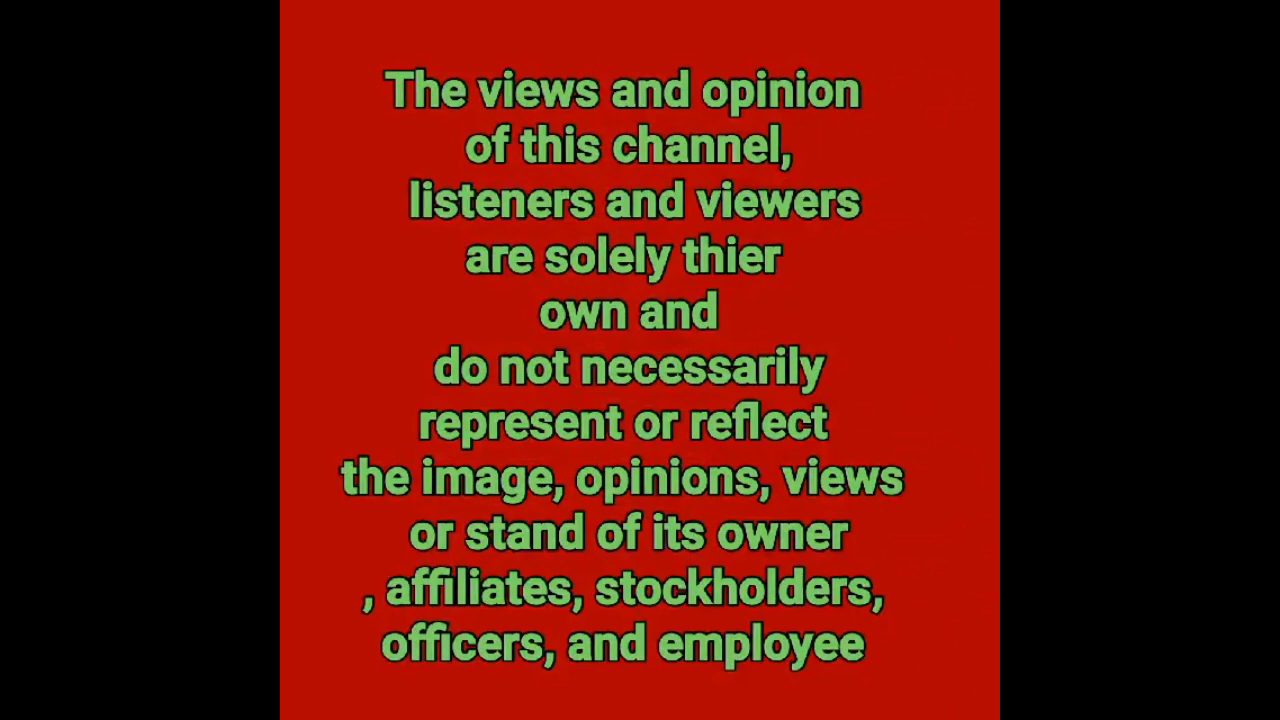 The views and opinion
of this channel,
listeners and viewers
are solely thier
own and
do not necessarily
represent or reflect
the image, opinions, views
or stand of its owner
, affiliates, stockholders,
officers, and employee